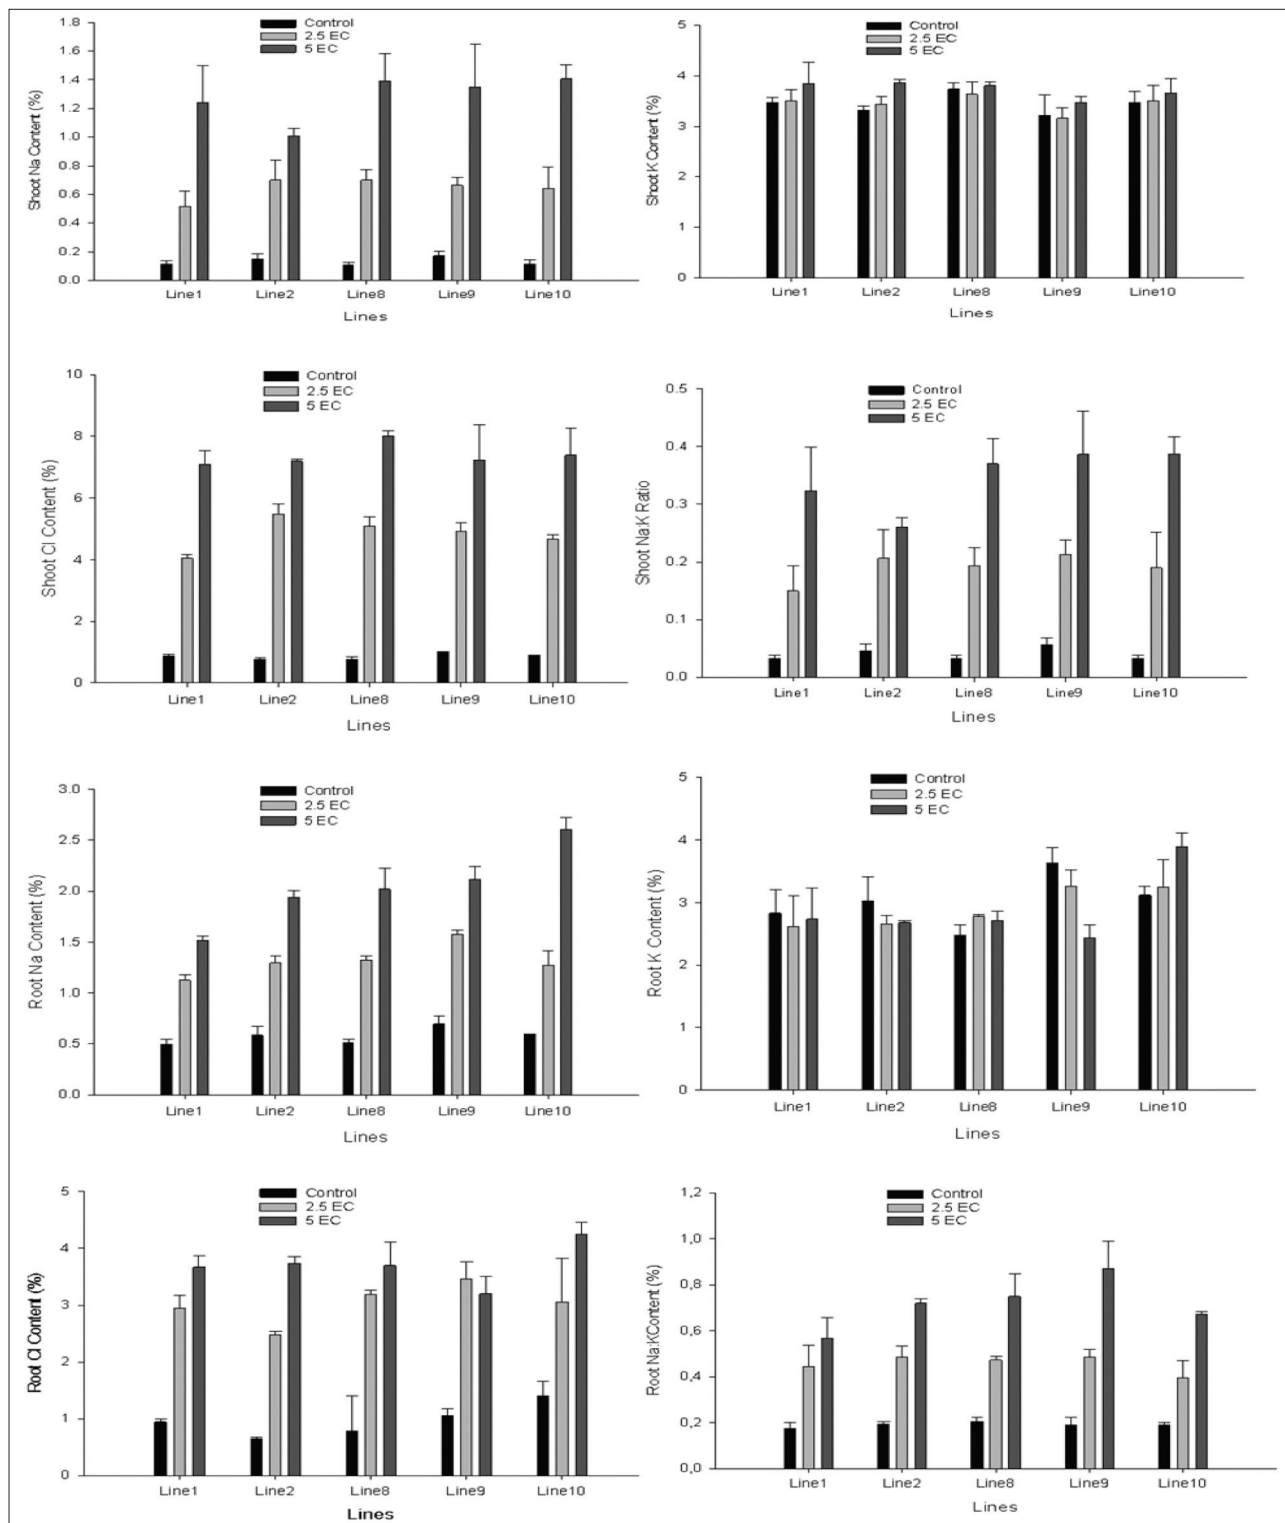 Control
2.5 EC
5 EC
Shoot Na Content (%)
1.8
1.6
1.4
1.2
1.0
0.8
0.6
0.4
0.2
0.0
Line1 Line2 Line8 Line9 Line10
Lines
Control
2.5 EC
5 EC
Shoot K Content (%)
5
4
3
2
1
0
Line1 Line2 Line8 Line9 Line10
Lines
Control
2.5 EC
5 EC
Shoot Cl Content (%)
10
8
6
4
2
0
Line1 Line2 Line8 Line9 Line10
Lines
Control
2.5 EC
5 EC
Shoot Na:K Ratio
0.5
0.4
0.3
0.2
0.1
0.0
Line1 Line2 Line8 Line9 Line10
Lines
Control
2.5 EC
5 EC
Root Na Content (%)
3.0
2.5
2.0
1.5
1.0
0.5
0.0
Line1 Line2 Line8 Line9 Line10
Lines
Control
2.5 EC
5 EC
Root K Content (%)
5
4
3
2
1
0
Line1 Line2 Line8 Line9 Line10
Lines
Control
2.5 EC
5 EC
Root Cl Content (%)
5
4
3
2
1
0
Line1 Line2 Line8 Line9 Line10
Lines
Control
2.5 EC
5 EC
Root Na:KContent (%)
1,2
1,0
0,8
0,6
0,4
0,2
0,0
Line1 Line2 Line8 Line9 Line10
Lines